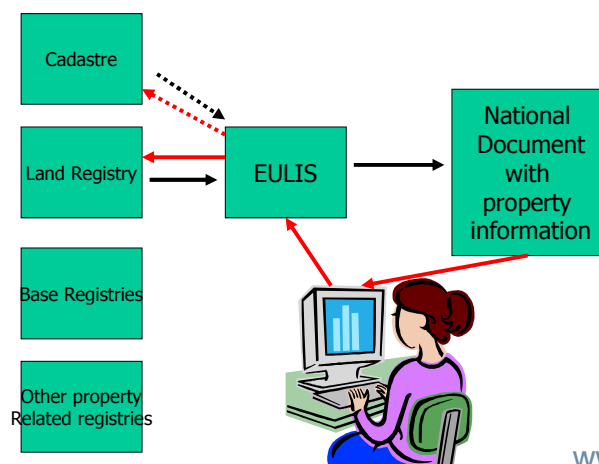 Cadastre
Land Registry
EULIS
National
Document
with
property
information
Base Registries
Other property
Related registries